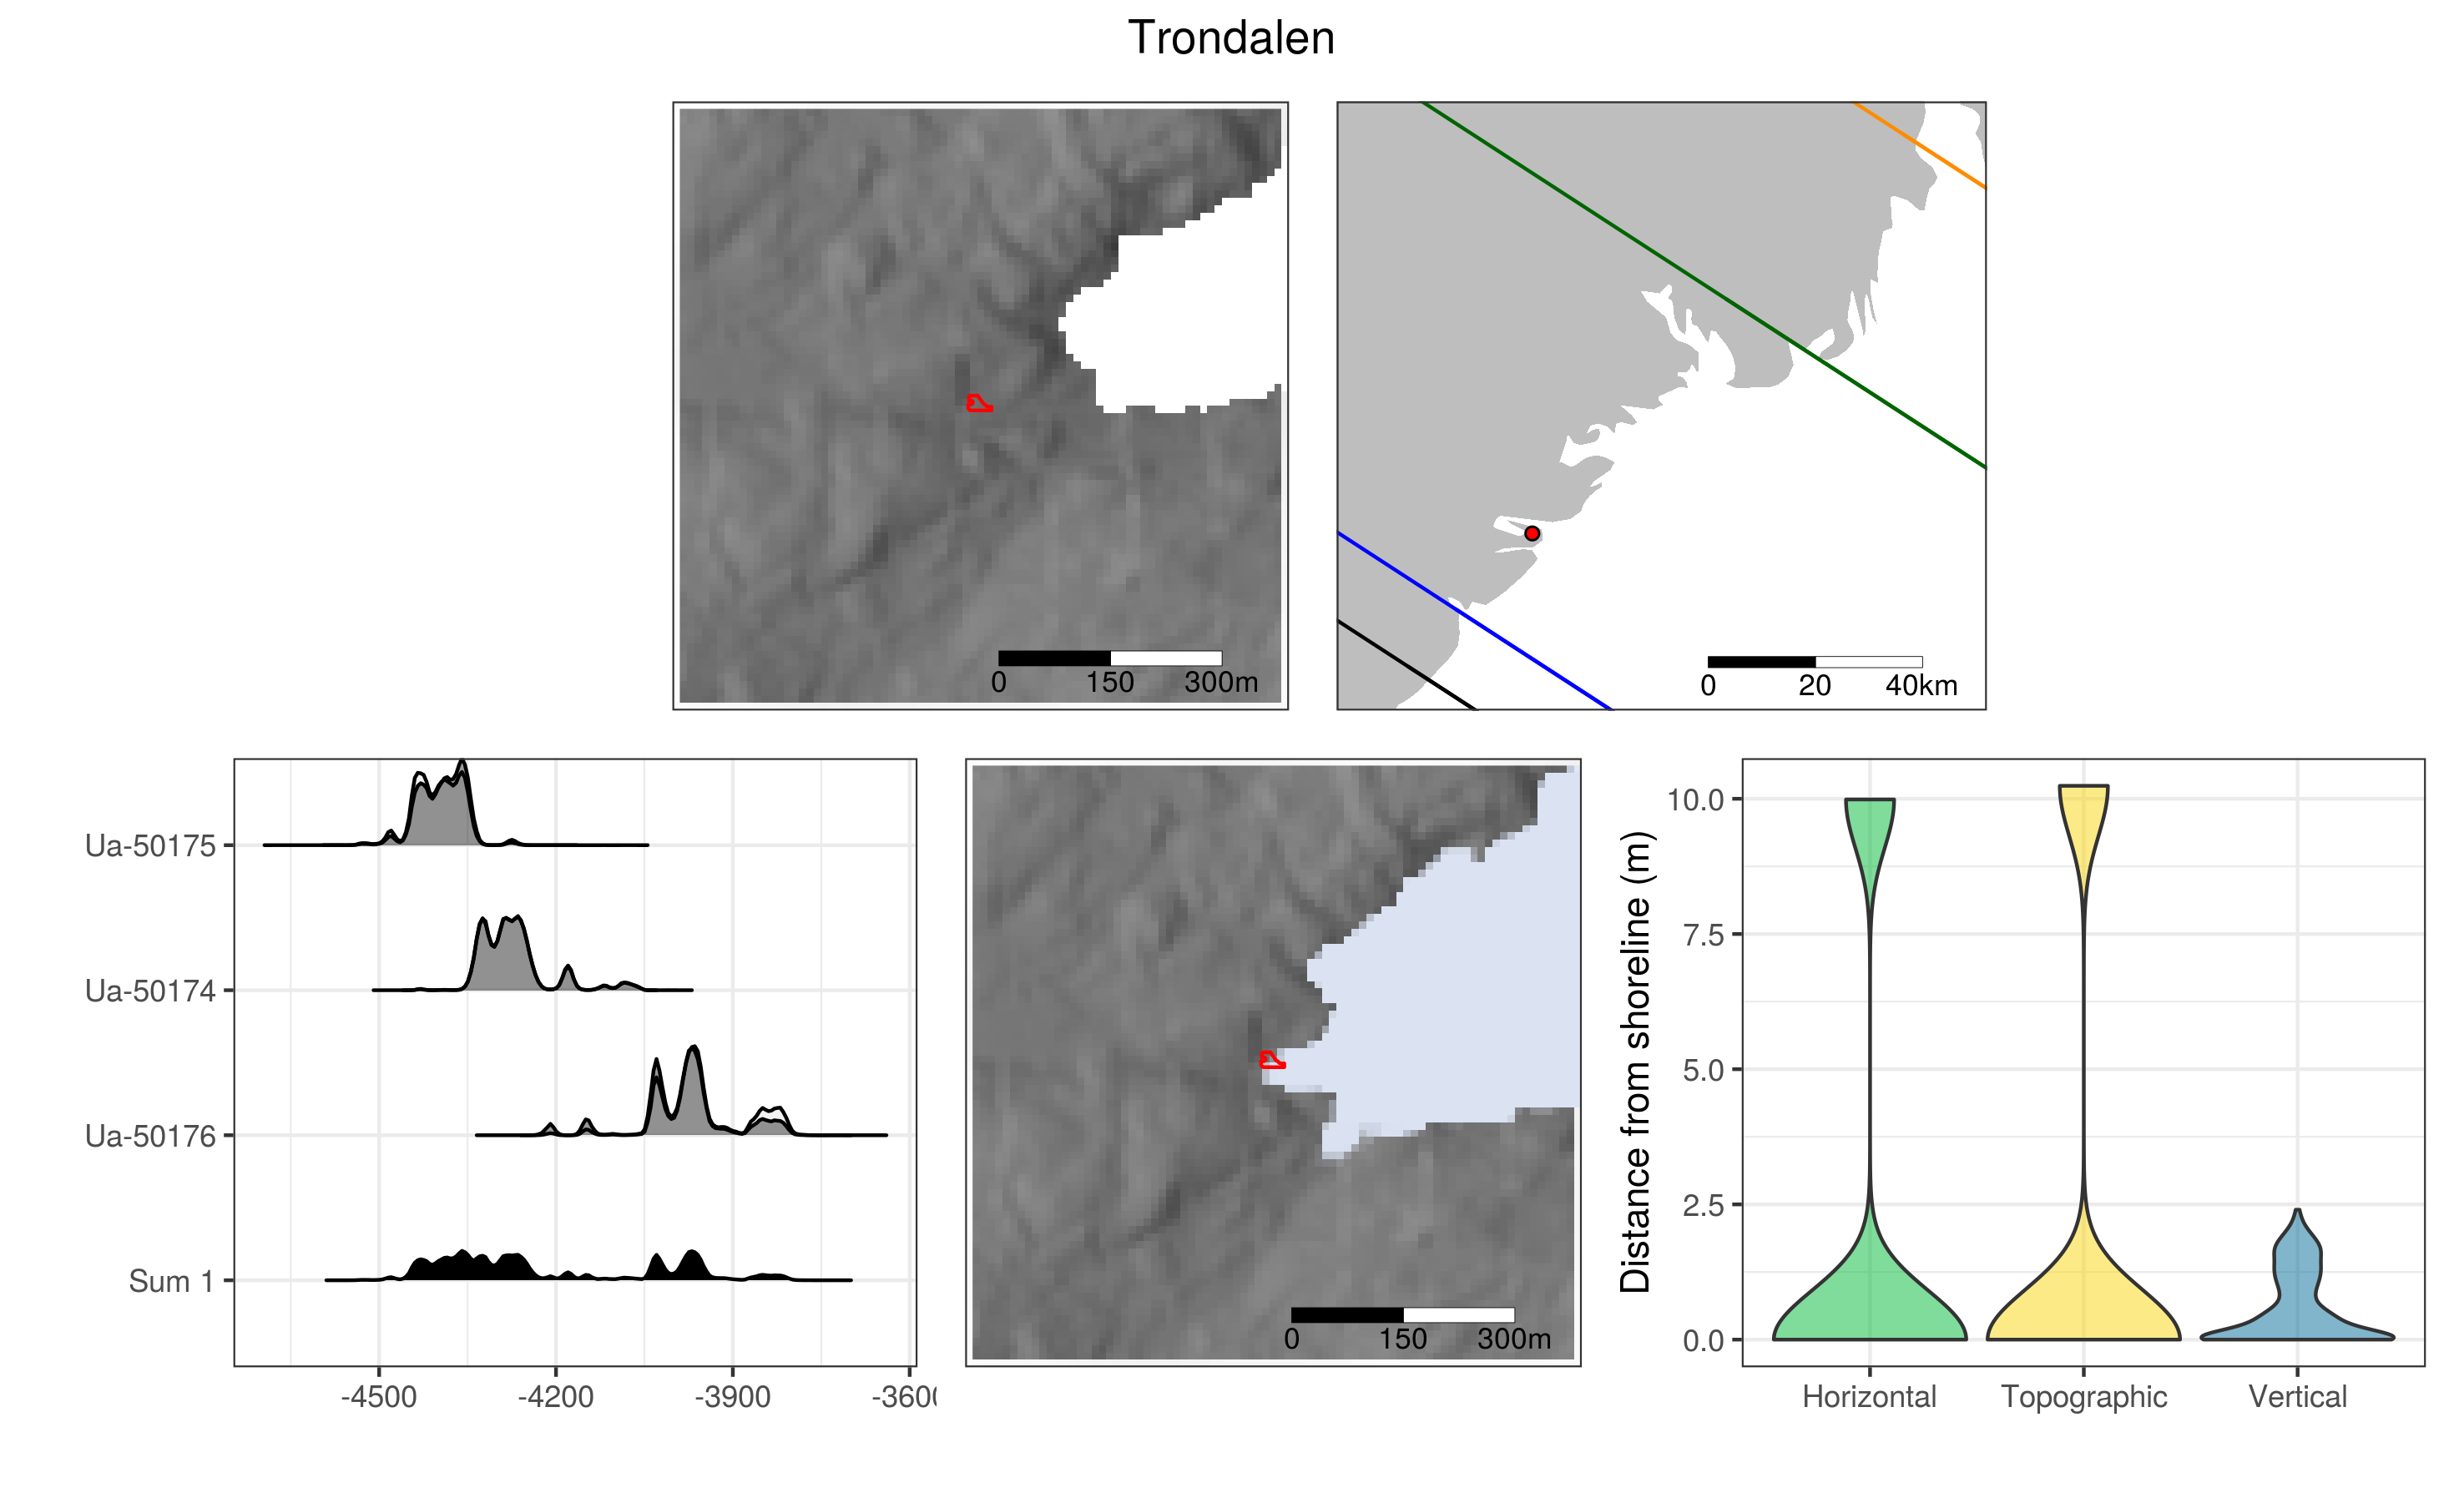 Trondalen
0 150 300m
0 20 40km
Ua-50175
Ua-50174
Ua-50176
Sum 1
-4500 -4200 -3900 -360
0 150 300m
Distance from shoreline (m)
10.0
7.5
5.0
2.5
0.0
Horizontal Topographic Vertical